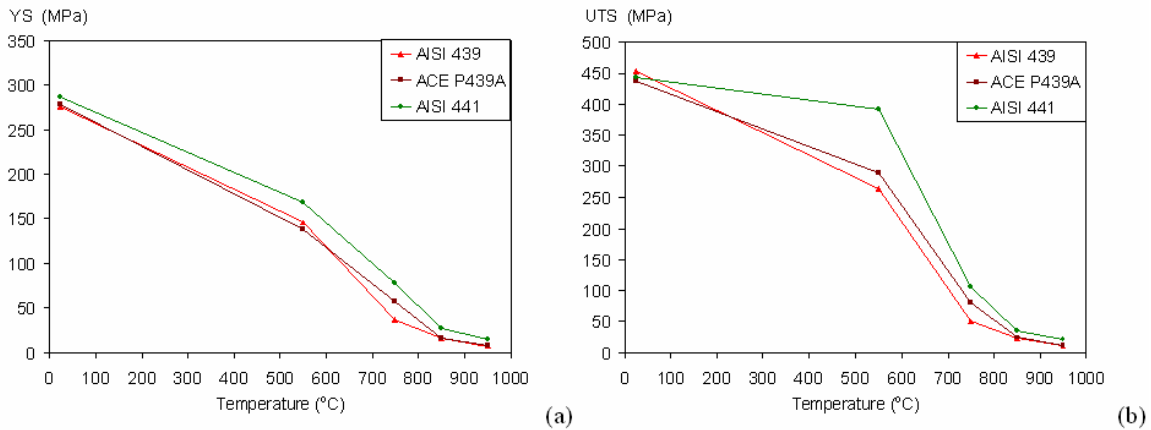 YS (MPa)
350
300
250
200
150
100
50
0
0 100 200 300 400 500 600 700 800 900 1000
Temperature (°C)
AISI 439
ACE P439A
AISI 441
(a)
UTS (MPa)
500
450
400
350
300
250
200
150
100
50
0
0 100 200 300 400 500 600 700 800 900 1000
Temperature (°C)
AISI 439
ACE P439A
AISI 441
(b)